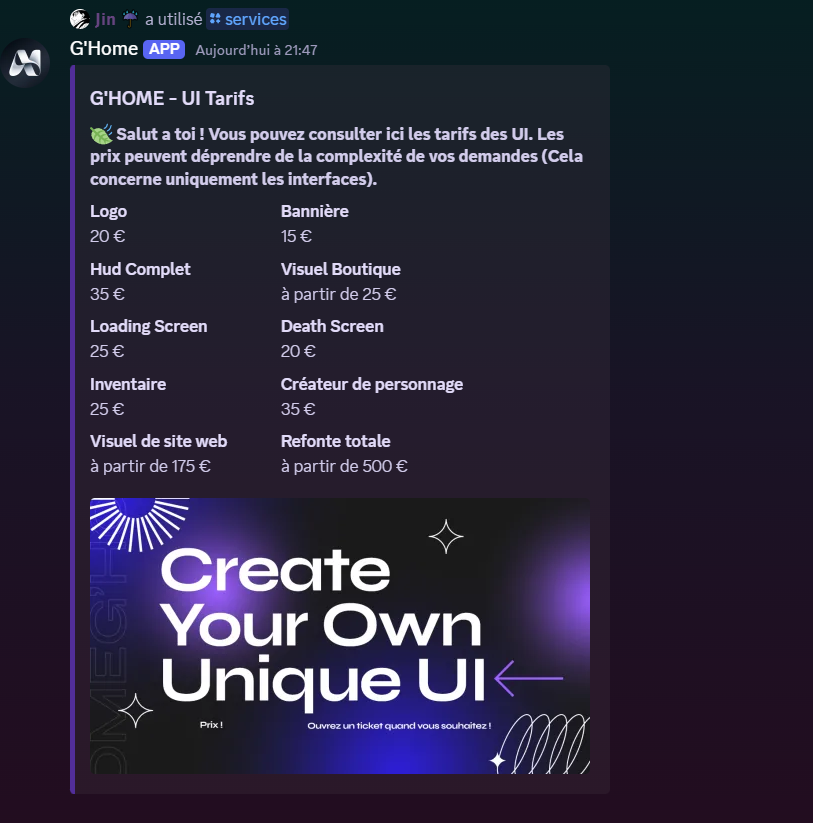 Jin a utilisé services
G'Home APP Aujourd'hui à 21:47
G'HOME - UI Tarifs
Salut a toi ! Vous pouvez consulter ici les tarifs des UI. Les
prix peuvent déprendre de la complexité de vos demandes (Cela
concerne uniquement les interfaces).
Logo Bannière
20 € 15 €
Hud Complet Visuel Boutique
35 € à partir de 25 €
Loading Screen Death Screen
25 € 20 €
Inventaire Créateur de personnage
25 € 35 €
Visuel de site web Refonte totale
à partir de 175 € à partir de 500 €
Create
Your Own
Unique UI
Prix ! Ouvrez un ticket quand vous souhaitez !